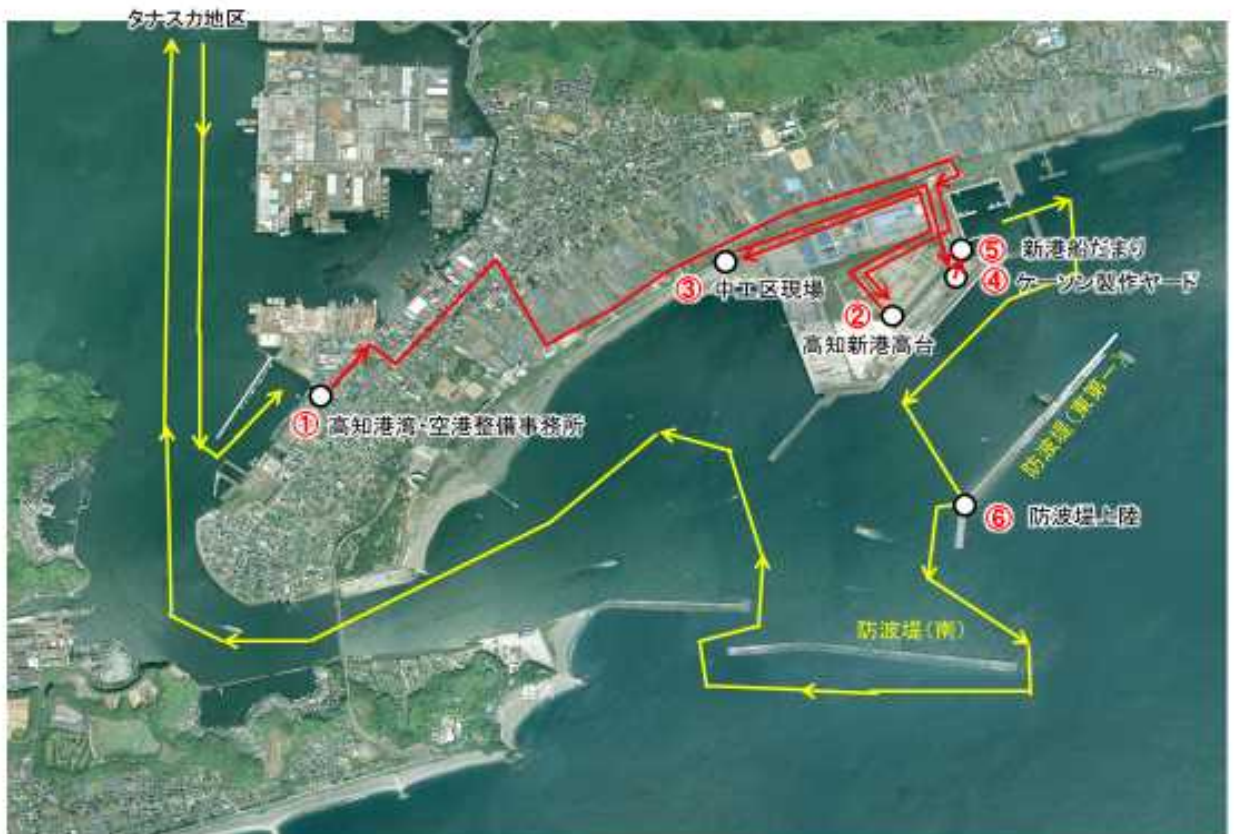 タナスカ地区
⑤ 新港船だまり
④ ケーソン製作ヤード
③ 中工区現場
②
高知新港高台
① 高知港湾・空港整備事務所
防波堤(東第一)
⑥ 防波堤上陸
防波堤(南)